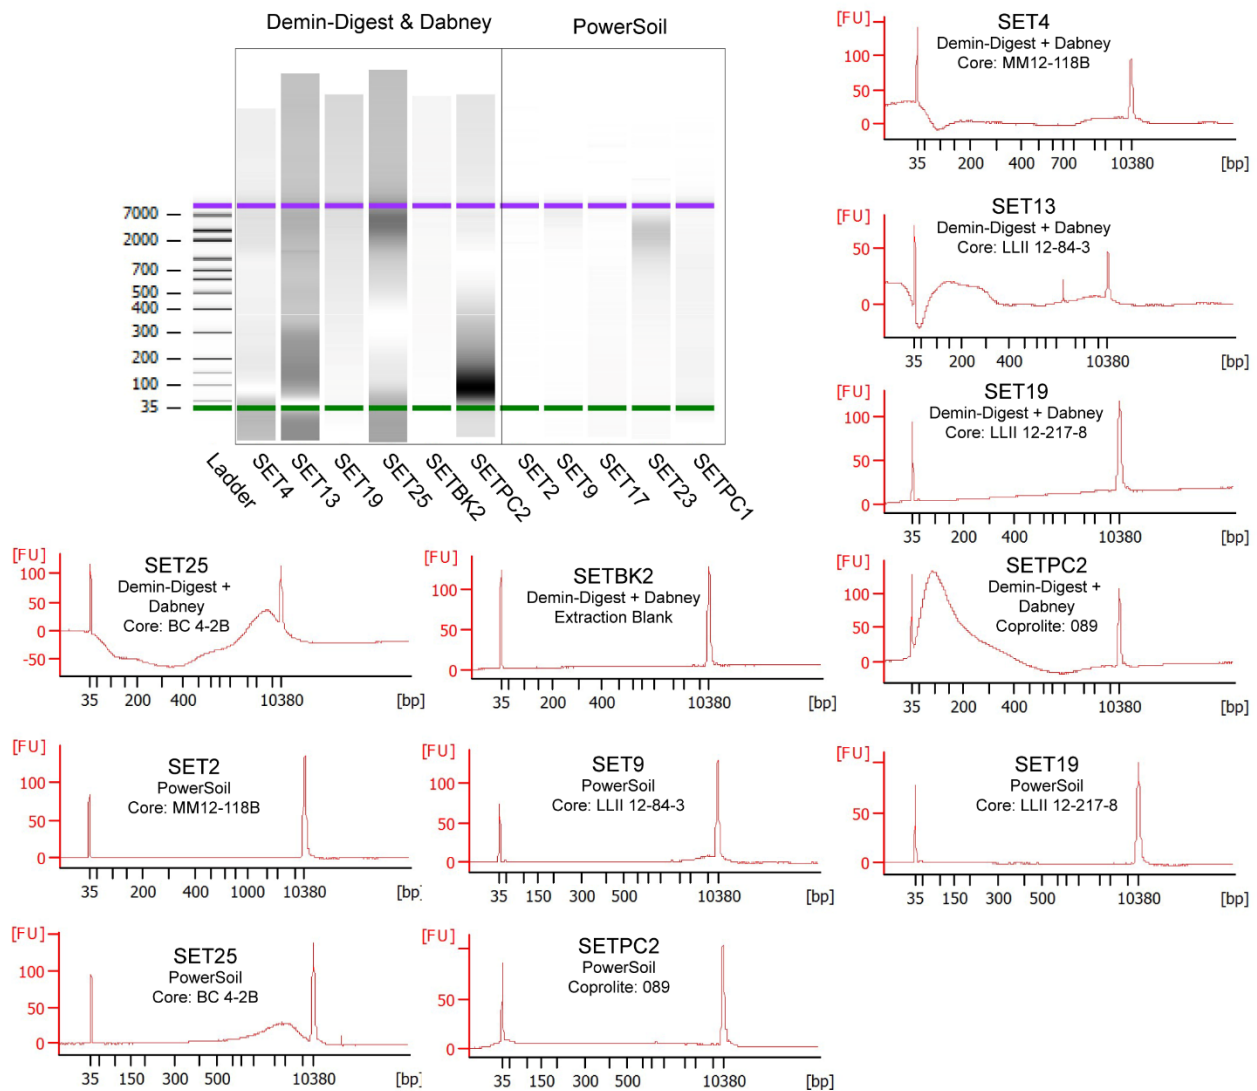 Demin-Digest & Dabney
PowerSoil
7000
2000
700
500
400
300
200
100
35
Ladder
SET4
SET13
SET19
SET25
SETBK2
SETPC2
SET2
SET9
SET17
SET23
SETPC1
[FU]
SET4
Demin-Digest + Dabney
Core: MM12-118B
100
50
0
35 200 400 700 10380 [bp]
[FU]
SET13
Demin-Digest + Dabney
Core: LLII 12-84-3
50
0
35 200 400 10380 [bp]
[FU]
SET19
Demin-Digest + Dabney
Core: LLII 12-217-8
100
50
0
35 200 400 10380 [bp]
[FU]
SET25
Demin-Digest +
Dabney
Core: BC 4-2B
100
50
0
-50
35 200 400 10380 [bp]
[FU]
SETBK2
Demin-Digest + Dabney
Extraction Blank
100
50
0
35 200 400 10380 [bp]
[FU]
SETPC2
Demin-Digest +
Dabney
Coprolite: 089
100
50
0
35 200 400 10380 [bp]
[FU]
SET2
PowerSoil
Core: MM12-118B
100
50
0
35 200 400 1000 10380 [bp]
[FU]
SET9
PowerSoil
Core: LLII 12-84-3
100
50
0
35 150 300 500 10380 [bp]
[FU]
SET19
PowerSoil
Core: LLII 12-217-8
100
50
0
35 150 300 500 10380 [bp]
[FU]
SET25
PowerSoil
Core: BC 4-2B
100
50
0
35 150 300 500 10380 [bp]
[FU]
SETPC2
PowerSoil
Coprolite: 089
100
50
0
35 150 300 500 10380 [bp]